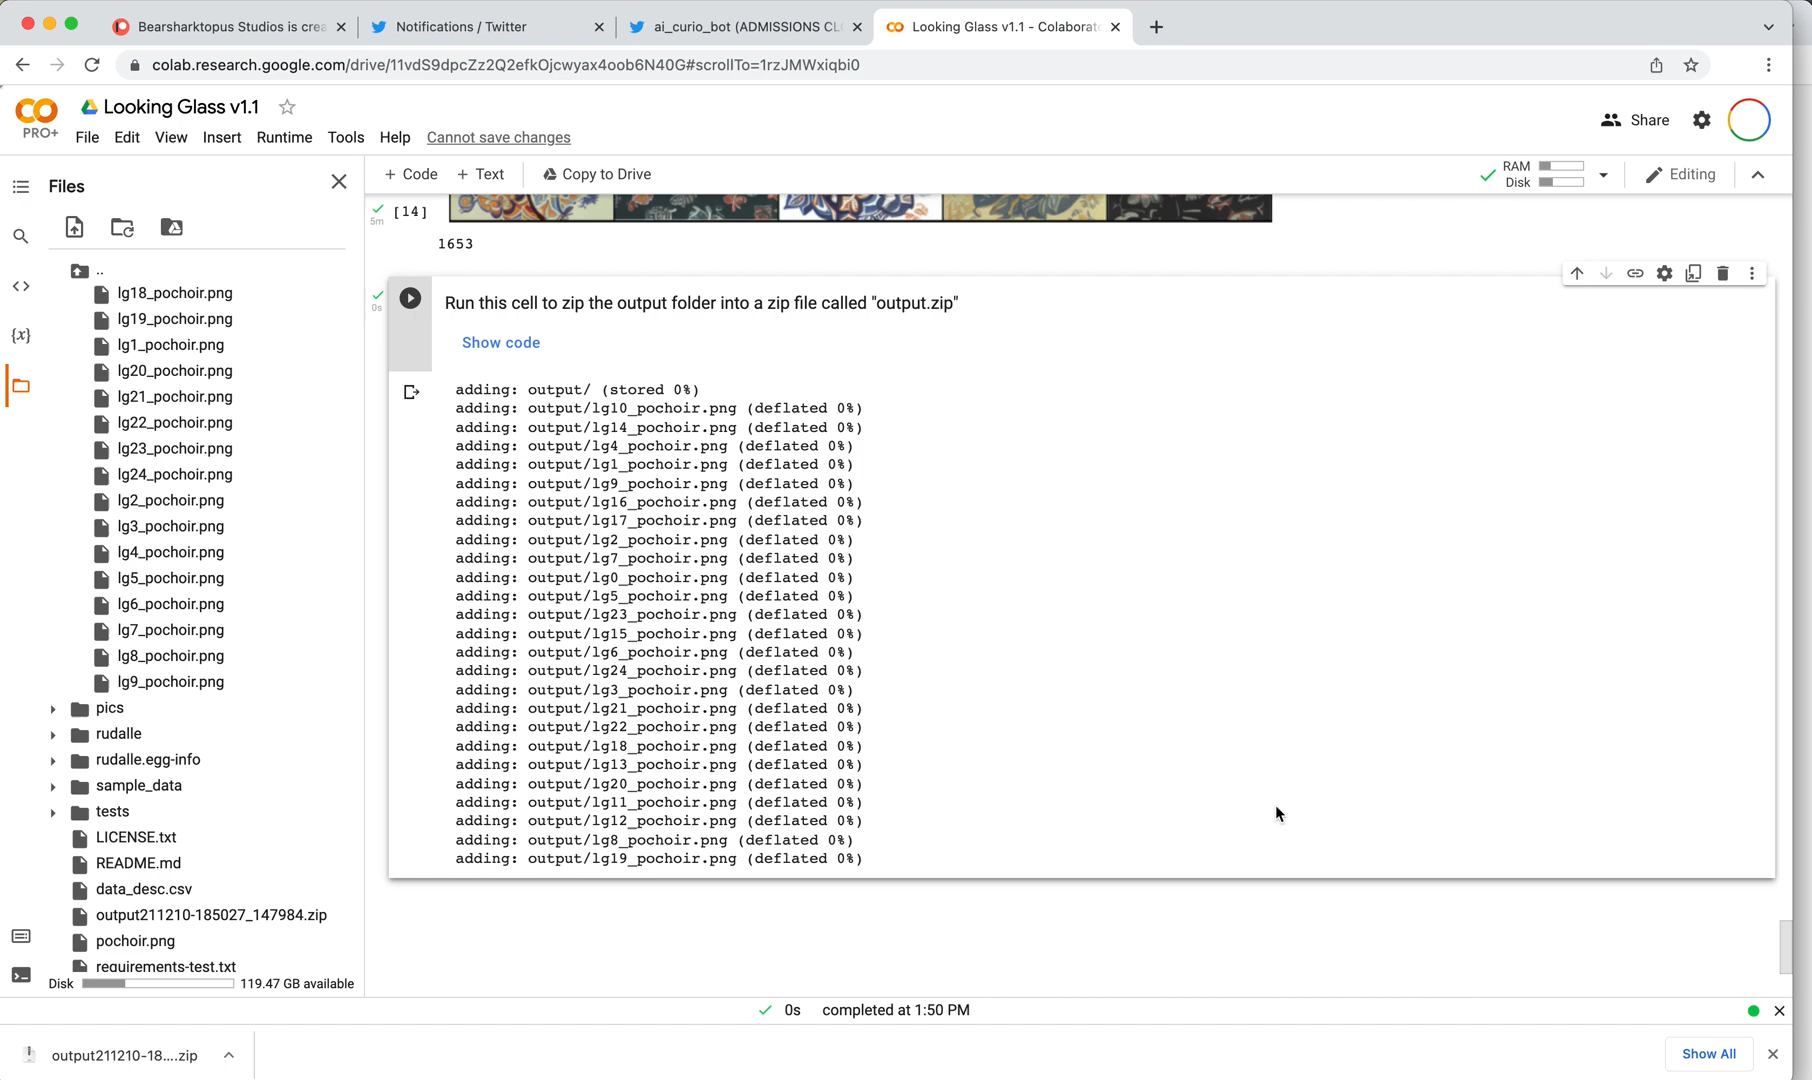 Bearsharktopus Studios is crea
Notifications / Twitter
ai_curio_bot (ADMISSIONS CL
Looking Glass v1.1 - Colaborato
colab.research.google.com/drive/11vdS9dpcZz2Q2efkOjcwyax4oob6N40G#scrollTo=1rzJMWxiqbi0
Looking Glass v1.1
PRO+
File Edit View Insert Runtime Tools Help Cannot save changes
Share
Files
+ Code + Text Copy to Drive
RAM
Disk
Editing
..
lg18_pochoir.png
lg19_pochoir.png
lg1_pochoir.png
lg20_pochoir.png
lg21_pochoir.png
lg22_pochoir.png
lg23_pochoir.png
lg24_pochoir.png
lg2_pochoir.png
lg3_pochoir.png
lg4_pochoir.png
lg5_pochoir.png
lg6_pochoir.png
lg7_pochoir.png
lg8_pochoir.png
lg9_pochoir.png
pics
rudalle
rudalle.egg-info
sample_data
tests
LICENSE.txt
README.md
data_desc.csv
output211210-185027_147984.zip
pochoir.png
requirements-test.txt
Disk 119.47 GB available
5m
[14]
1653
0s
Run this cell to zip the output folder into a zip file called "output.zip"
Show code
adding: output/ (stored 0%)
adding: output/lg10_pochoir.png (deflated 0%)
adding: output/lg14_pochoir.png (deflated 0%)
adding: output/lg4_pochoir.png (deflated 0%)
adding: output/lg1_pochoir.png (deflated 0%)
adding: output/lg9_pochoir.png (deflated 0%)
adding: output/lg16_pochoir.png (deflated 0%)
adding: output/lg17_pochoir.png (deflated 0%)
adding: output/lg2_pochoir.png (deflated 0%)
adding: output/lg7_pochoir.png (deflated 0%)
adding: output/lg0_pochoir.png (deflated 0%)
adding: output/lg5_pochoir.png (deflated 0%)
adding: output/lg23_pochoir.png (deflated 0%)
adding: output/lg15_pochoir.png (deflated 0%)
adding: output/lg6_pochoir.png (deflated 0%)
adding: output/lg24_pochoir.png (deflated 0%)
adding: output/lg3_pochoir.png (deflated 0%)
adding: output/lg21_pochoir.png (deflated 0%)
adding: output/lg22_pochoir.png (deflated 0%)
adding: output/lg18_pochoir.png (deflated 0%)
adding: output/lg13_pochoir.png (deflated 0%)
adding: output/lg20_pochoir.png (deflated 0%)
adding: output/lg11_pochoir.png (deflated 0%)
adding: output/lg12_pochoir.png (deflated 0%)
adding: output/lg8_pochoir.png (deflated 0%)
adding: output/lg19_pochoir.png (deflated 0%)
0s completed at 1:50 PM
output211210-18....zip
Show All